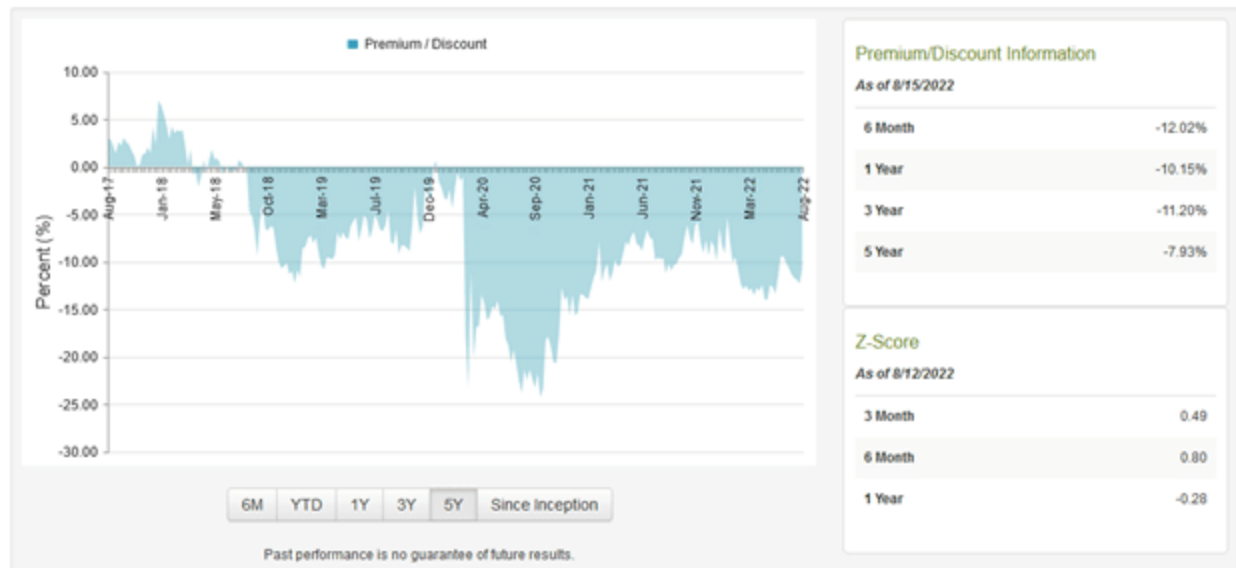 Premium / Discount
10.00
5.00
0.00
-5.00
-10.00
-15.00
-20.00
-25.00
-30.00
Percent (%)
Aug-17
Jan-18
May-18
Oct-18
Mar-19
Jul-19
Dec-19
Apr-20
Sep-20
Jan-21
Jun-21
Nov-21
Mar-22
Aug-22
6M YTD 1Y 3Y 5Y Since Inception
Past performance is no guarantee of future results.
Premium/Discount Information
As of 8/15/2022
6 Month -12.02%
1 Year -10.15%
3 Year -11.20%
5 Year -7.93%
Z-Score
As of 8/12/2022
3 Month 0.49
6 Month 0.80
1 Year -0.28